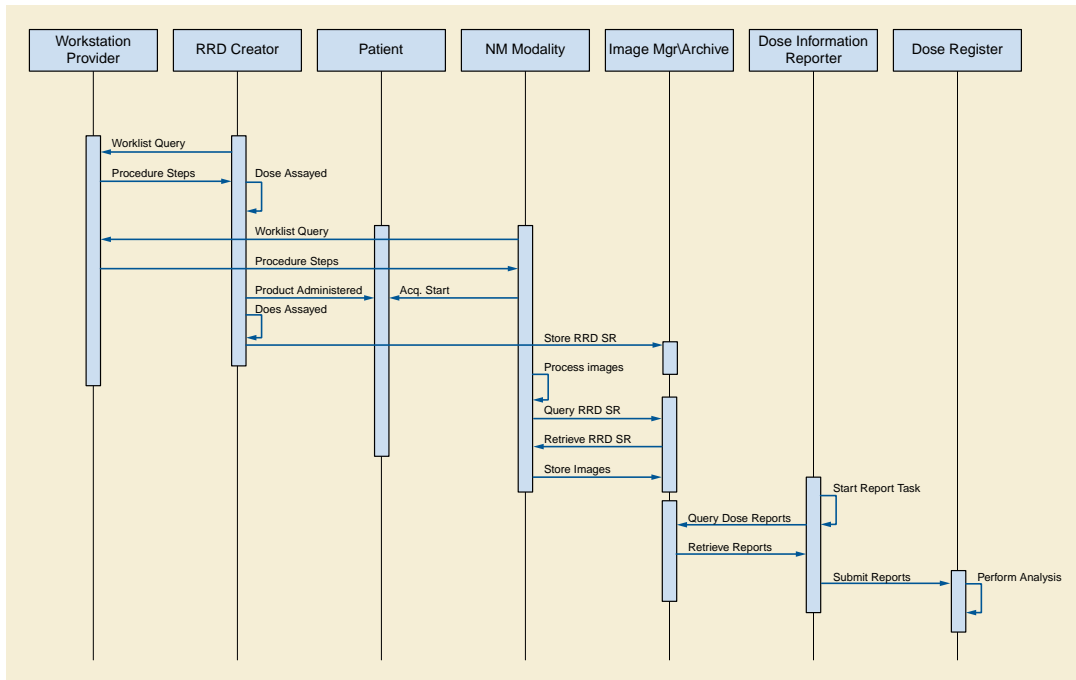 Workstation
Provider
RRD Creator
Patient
NM Modality
Image Mgr\Archive
Dose Information
Reporter
Dose Register
Worklist Query
Procedure Steps
Dose Assayed
Worklist Query
Procedure Steps
Product Administered
Acq. Start
Does Assayed
Store RRD SR
Process images
Query RRD SR
Retrieve RRD SR
Store Images
Start Report Task
Query Dose Reports
Retrieve Reports
Submit Reports
Perform Analysis